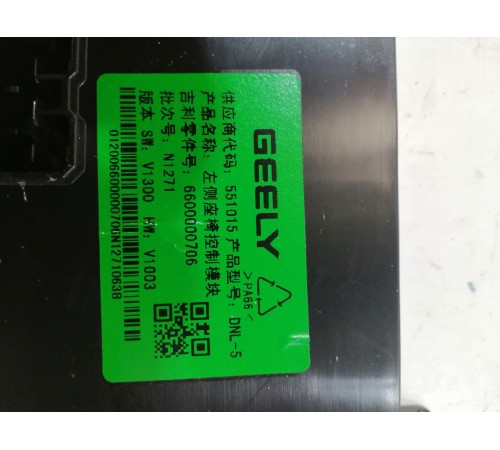 GEELY
>PA66<
供应商代码: 551015 产品型号: DNL-5
产品名称: 左侧座椅控制模块
吉利零件号: 6600000706
批次号: N1271
版本 SW: V1300 HW: V1003
01200660000070​6N12710638